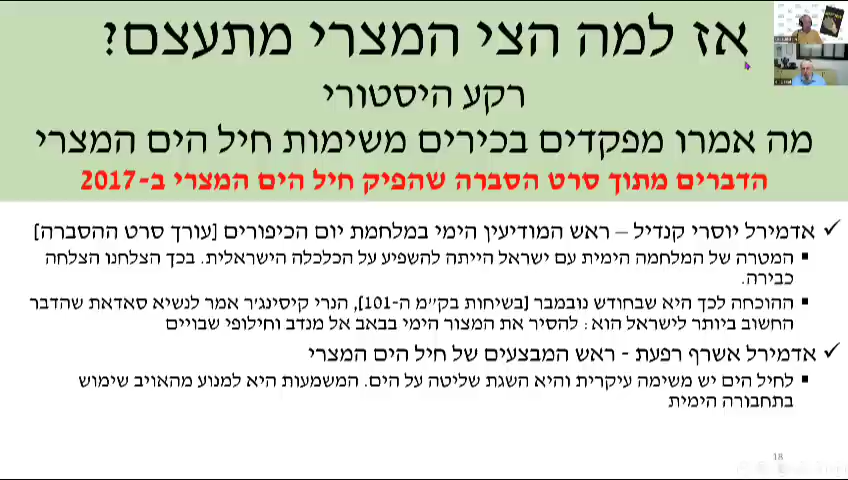 אז למה הצי המצרי מתעצם?
רקע היסטורי
מה אמרו מפקדים בכירים משימות חיל הים המצרי
הדברים מתוך סרט הסברה שהפיק חיל הים המצרי ב-2017
✓ אדמירל יוסרי קנדיל – ראש המודיעין הימי במלחמת יום הכיפורים [עורך סרט ההסברה]
▪ המטרה של המלחמה הימית עם ישראל הייתה להשפיע על הכלכלה הישראלית. בכך הצלחנו הצלחה
כבירה.
▪ ההוכחה לכך היא שבחודש נובמבר [בשיחות בק״מ ה-101], הנרי קיסינג'ר אמר לנשיא סאדאת שהדבר
החשוב ביותר לישראל הוא: להסיר את המצור הימי בבאב אל מנדב וחילופי שבויים
✓ אדמירל אשרף רפעת - ראש המבצעים של חיל הים המצרי
▪ לחיל הים יש משימה עיקרית והיא השגת שליטה על הים. המשמעות היא למנוע מהאויב שימוש
בתחבורה הימית
18